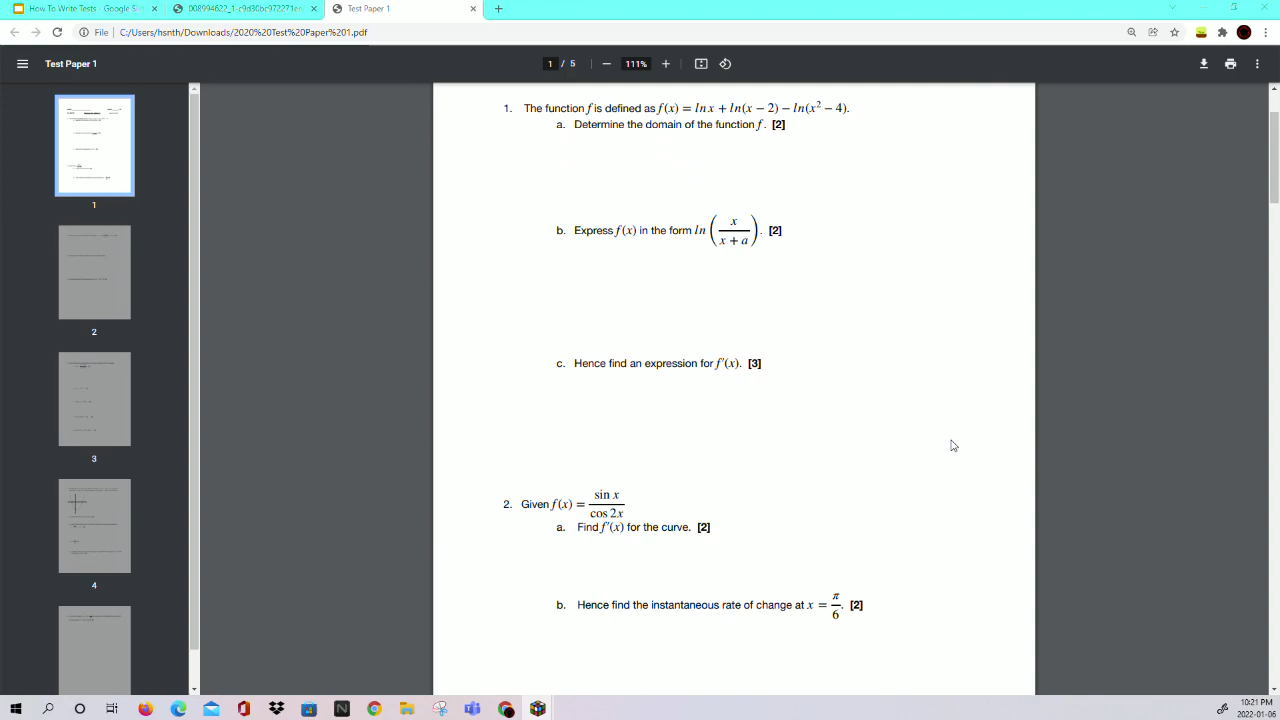 How To Write Tests - Google Sl
008994622_1-c9d30bc972271e
Test Paper 1
File | C:/Users/hsnth/Downloads/2020%20Test%20Paper%201.pdf
Test Paper 1
1 / 5
111%
1. The function f is defined as f(x) = ln x + ln(x − 2) − ln(x² − 4).
a. Determine the domain of the function f. [2]
b. Express f(x) in the form ln (x / (x + a)). [2]
c. Hence find an expression for f′(x). [3]
2. Given f(x) = sin x / cos 2x
a. Find f′(x) for the curve. [2]
b. Hence find the instantaneous rate of change at x = π/6. [2]
1
2
3
4
10:21 PM
2022-01-06